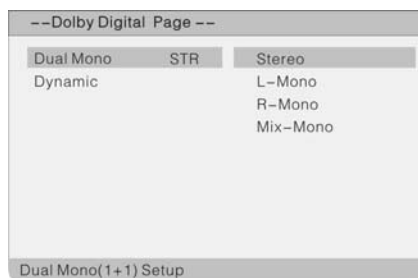 --Dolby Digital Page--
Dual Mono STR Stereo
Dynamic L-Mono
R-Mono
Mix-Mono
Dual Mono(1+1) Setup